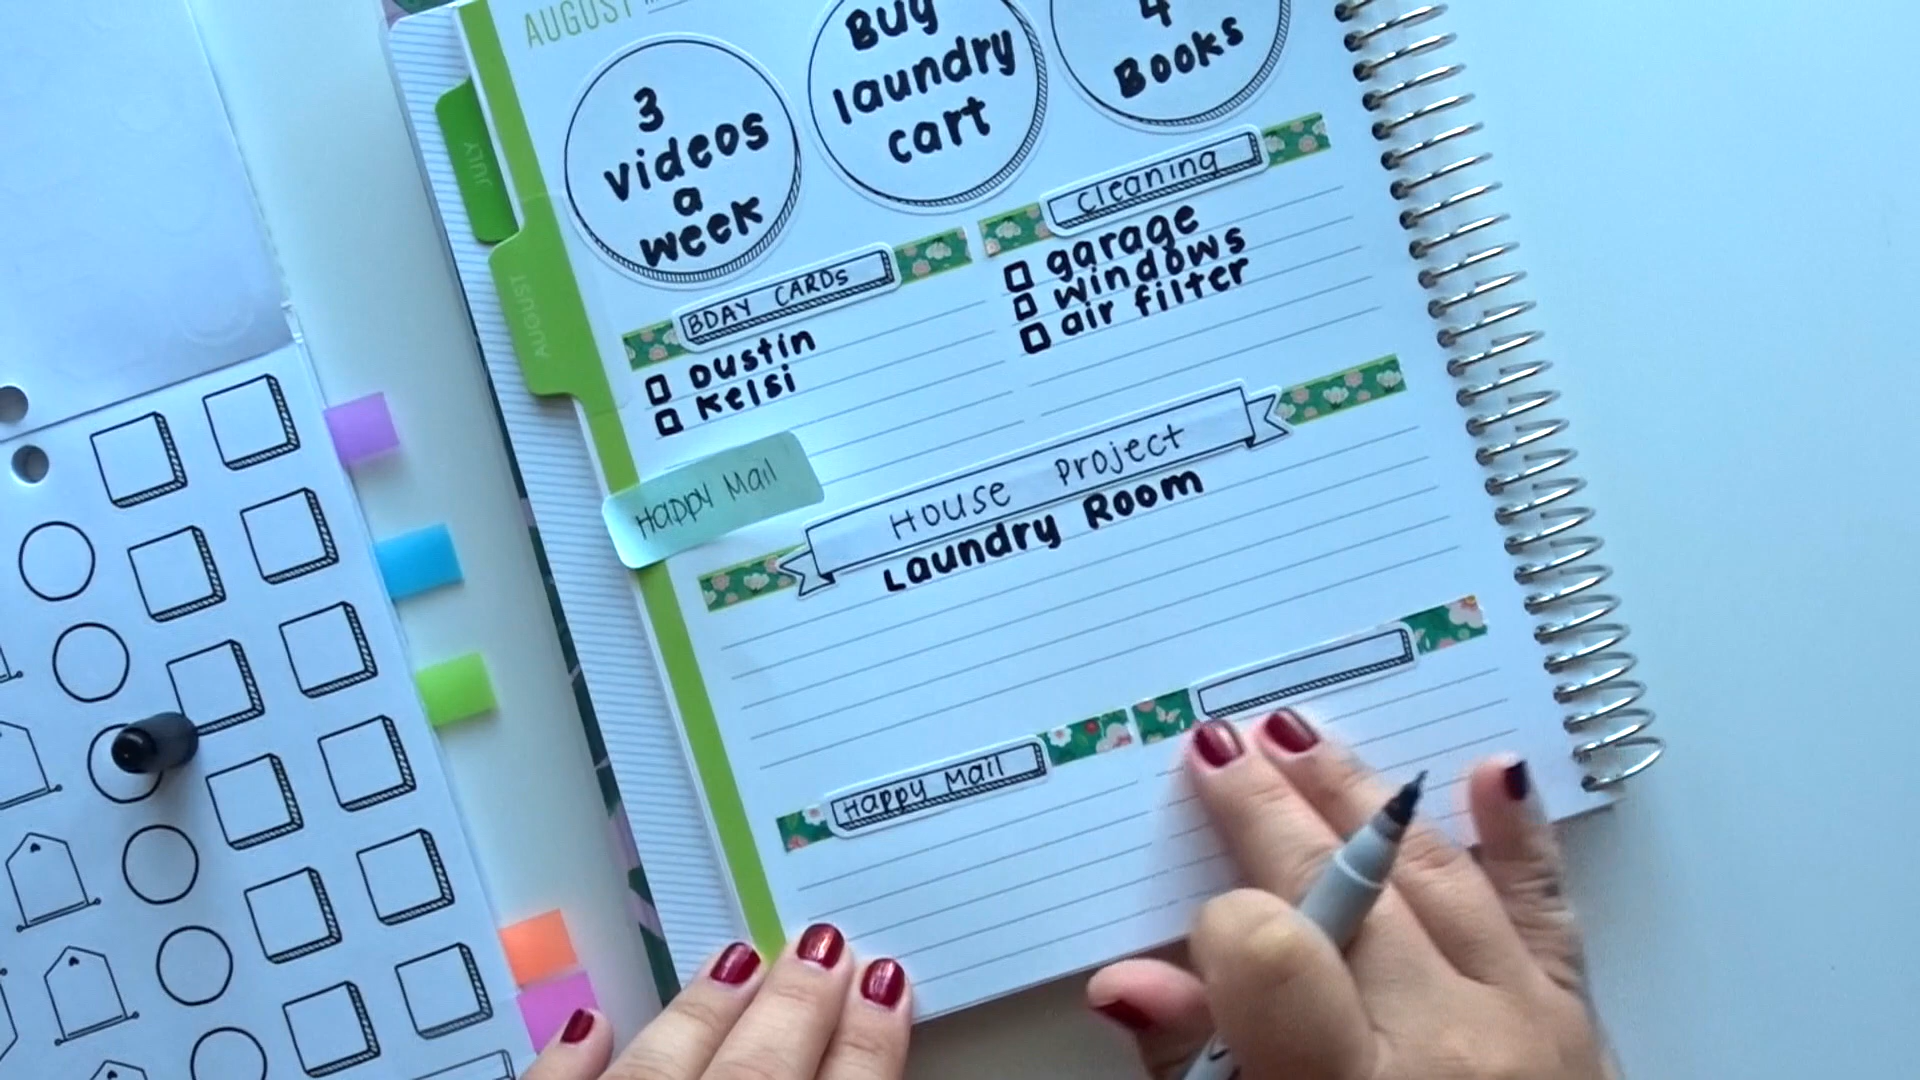 AUGUST
3
videos
a
week
Buy
laundry
cart
4
Books
JULY
AUGUST
BDAY CARDS
Dustin
Kelsi
cleaning
garage
windows
air filter
Happy Mail
House project
Laundry Room
Happy Mail